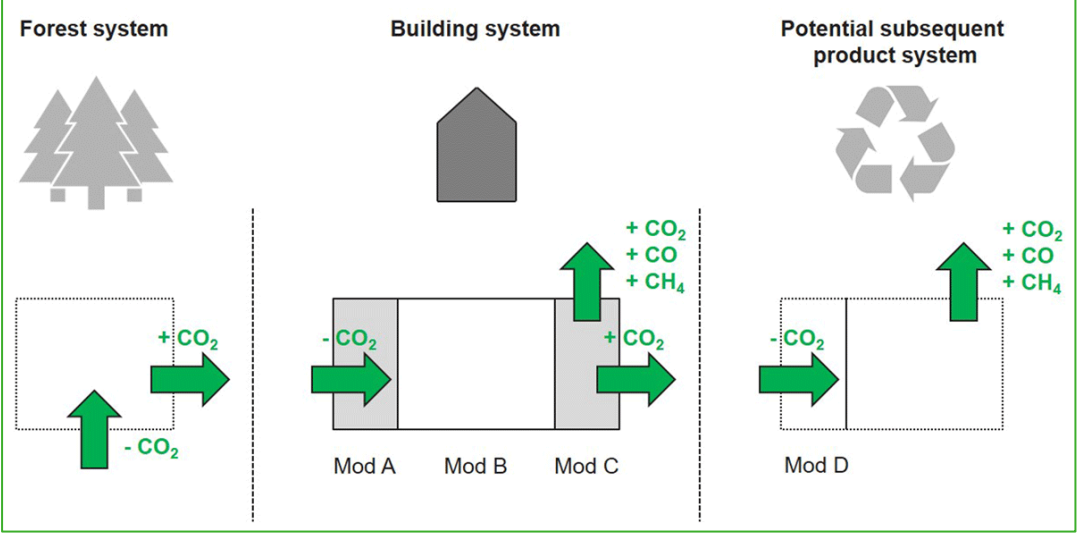 Forest system
Building system
Potential subsequent
product system
+ CO₂
- CO₂
- CO₂
+ CO₂
+ CO
+ CH₄
+ CO₂
Mod A
Mod B
Mod C
- CO₂
+ CO₂
+ CO
+ CH₄
Mod D